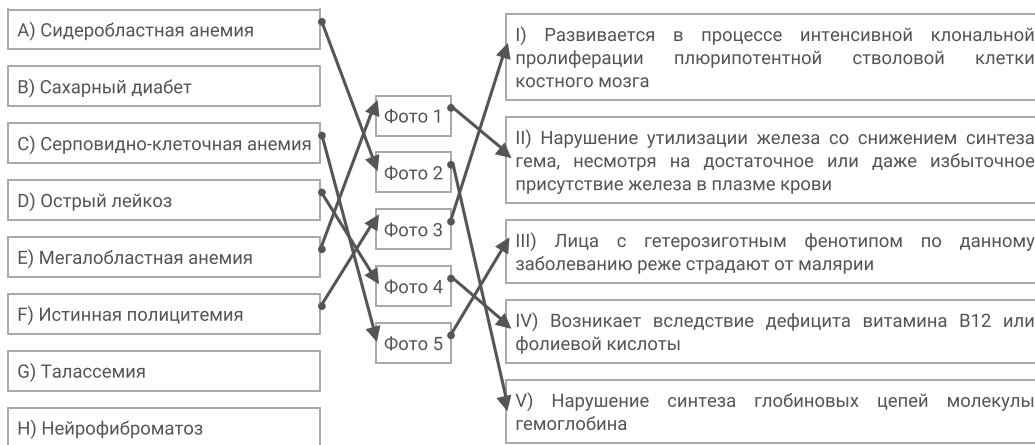 A) Сидеробластная анемия
B) Сахарный диабет
C) Серповидно-клеточная анемия
D) Острый лейкоз
E) Мегалобластная анемия
F) Истинная полицитемия
G) Талассемия
H) Нейрофиброматоз
Фото 1
Фото 2
Фото 3
Фото 4
Фото 5
I) Развивается в процессе интенсивной клональной
пролиферации плюрипотентной стволовой клетки
костного мозга
II) Нарушение утилизации железа со снижением синтеза
гема, несмотря на достаточное или даже избыточное
присутствие железа в плазме крови
III) Лица с гетерозиготным фенотипом по данному
заболеванию реже страдают от малярии
IV) Возникает вследствие дефицита витамина B12 или
фолиевой кислоты
V) Нарушение синтеза глобиновых цепей молекулы
гемоглобина